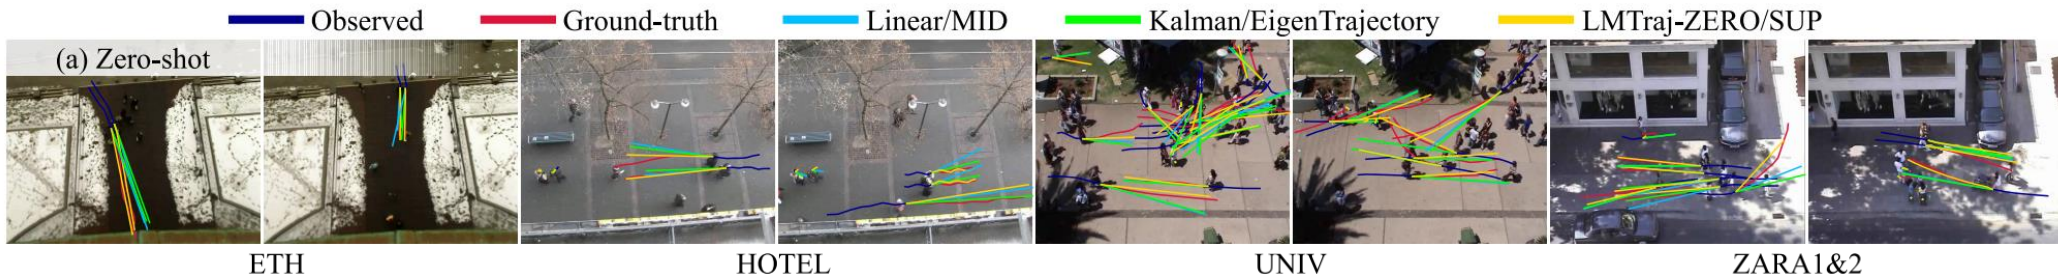 Observed Ground-truth Linear/MID Kalman/EigenTrajectory LMTraj-ZERO/SUP
(a) Zero-shot
ETH HOTEL UNIV ZARA1&2